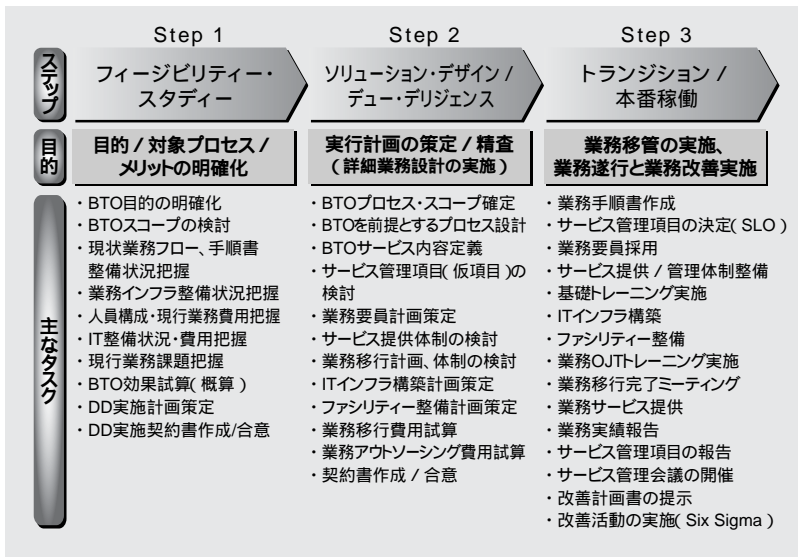 Step 1
Step 2
Step 3
ステップ
フィージビリティー・
スタディー
ソリューション・デザイン /
デュー・デリジェンス
トランジション /
本番稼働
目的
目的 / 対象プロセス /
メリットの明確化
実行計画の策定 / 精査
( 詳細業務設計の実施 )
業務移管の実施、
業務遂行と業務改善実施
主なタスク
・BTO目的の明確化
・BTOスコープの検討
・現状業務フロー、手順書
整備状況把握
・業務インフラ整備状況把握
・人員構成・現行業務費用把握
・IT整備状況・費用把握
・現行業務課題把握
・BTO効果試算( 概算 )
・DD実施計画策定
・DD実施契約書作成/合意
・BTOプロセス・スコープ確定
・BTOを前提とするプロセス設計
・BTOサービス内容定義
・サービス管理項目( 仮項目 )の
検討
・業務要員計画策定
・サービス提供体制の検討
・業務移行計画、体制の検討
・ITインフラ構築計画策定
・ファシリティー整備計画策定
・業務移行費用試算
・業務アウトソーシング費用試算
・契約書作成 / 合意
・業務手順書作成
・サービス管理項目の決定( SLO )
・業務要員採用
・サービス提供 / 管理体制整備
・基礎トレーニング実施
・ITインフラ構築
・ファシリティー整備
・業務OJTトレーニング実施
・業務移行完了ミーティング
・業務サービス提供
・業務実績報告
・サービス管理項目の報告
・サービス管理会議の開催
・改善計画書の提示
・改善活動の実施( Six Sigma )